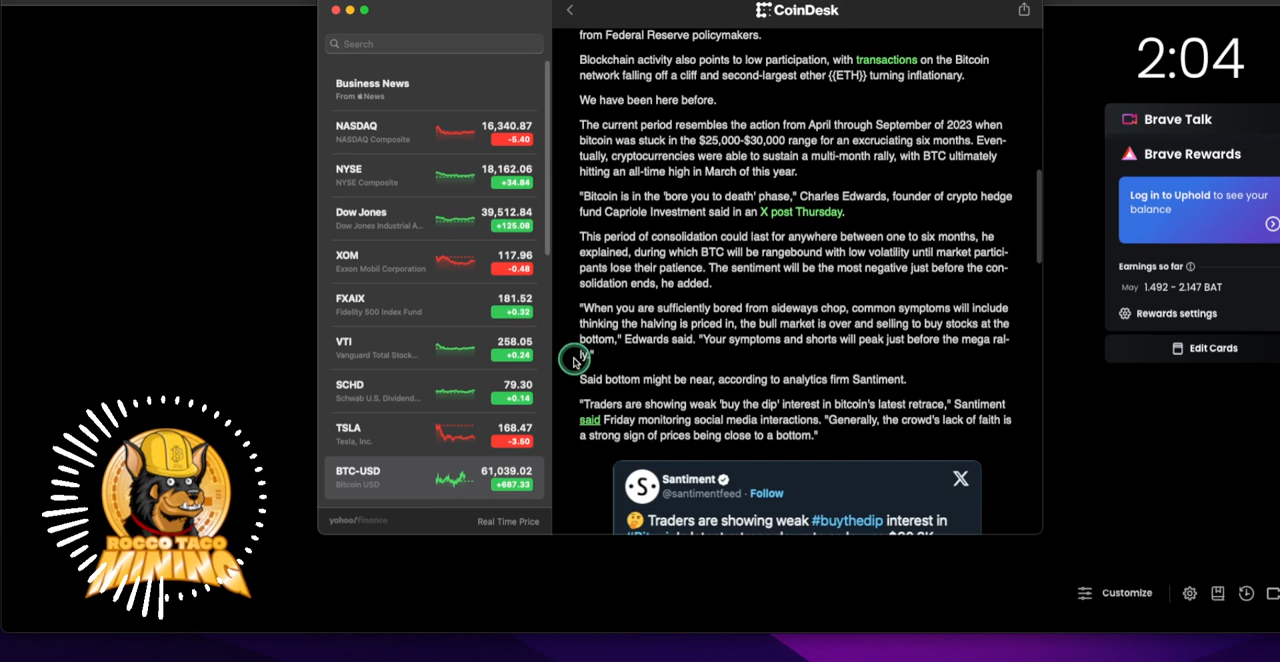 Search
Business News
From News
NASDAQ
16,340.87
NASDAQ Composite
-5.40
NYSE
18,162.06
NYSE Composite
+34.84
Dow Jones
39,512.84
Dow Jones Industrial A...
+125.08
XOM
117.96
Exxon Mobil Corporation
-0.48
FXAIX
181.52
Fidelity 500 Index Fund
+0.32
VTI
258.05
Vanguard Total Stock...
+0.24
SCHD
79.30
Schwab U.S. Dividend...
+0.14
TSLA
168.47
Tesla, Inc.
-3.50
BTC-USD
61,039.02
Bitcoin USD
+687.33
yahoo!finance
Real Time Price
CoinDesk
from Federal Reserve policymakers.
Blockchain activity also points to low participation, with transactions on the Bitcoin
network falling off a cliff and second-largest ether {{ETH}} turning inflationary.
We have been here before.
The current period resembles the action from April through September of 2023 when
bitcoin was stuck in the $25,000-$30,000 range for an excruciating six months. Even-
tually, cryptocurrencies were able to sustain a multi-month rally, with BTC ultimately
hitting an all-time high in March of this year.
"Bitcoin is in the 'bore you to death' phase," Charles Edwards, founder of crypto hedge
fund Capriole Investment said in an X post Thursday.
This period of consolidation could last for anywhere between one to six months, he
explained, during which BTC will be rangebound with low volatility until market partici-
pants lose their patience. The sentiment will be the most negative just before the con-
solidation ends, he added.
"When you are sufficiently bored from sideways chop, common symptoms will include
thinking the halving is priced in, the bull market is over and selling to buy stocks at the
bottom," Edwards said. "Your symptoms and shorts will peak just before the mega ral-
ly."
Said bottom might be near, according to analytics firm Santiment.
"Traders are showing weak 'buy the dip' interest in bitcoin's latest retrace," Santiment
said Friday monitoring social media interactions. "Generally, the crowd's lack of faith is
a strong sign of prices being close to a bottom."
Santiment
@santimentfeed · Follow
Traders are showing weak #buythedip interest in
2:04
Brave Talk
Brave Rewards
Log in to Uphold to see your
balance
Earnings so far
May 1.492 - 2.147 BAT
Rewards settings
Edit Cards
Customize
ROCCO TACO
MINING